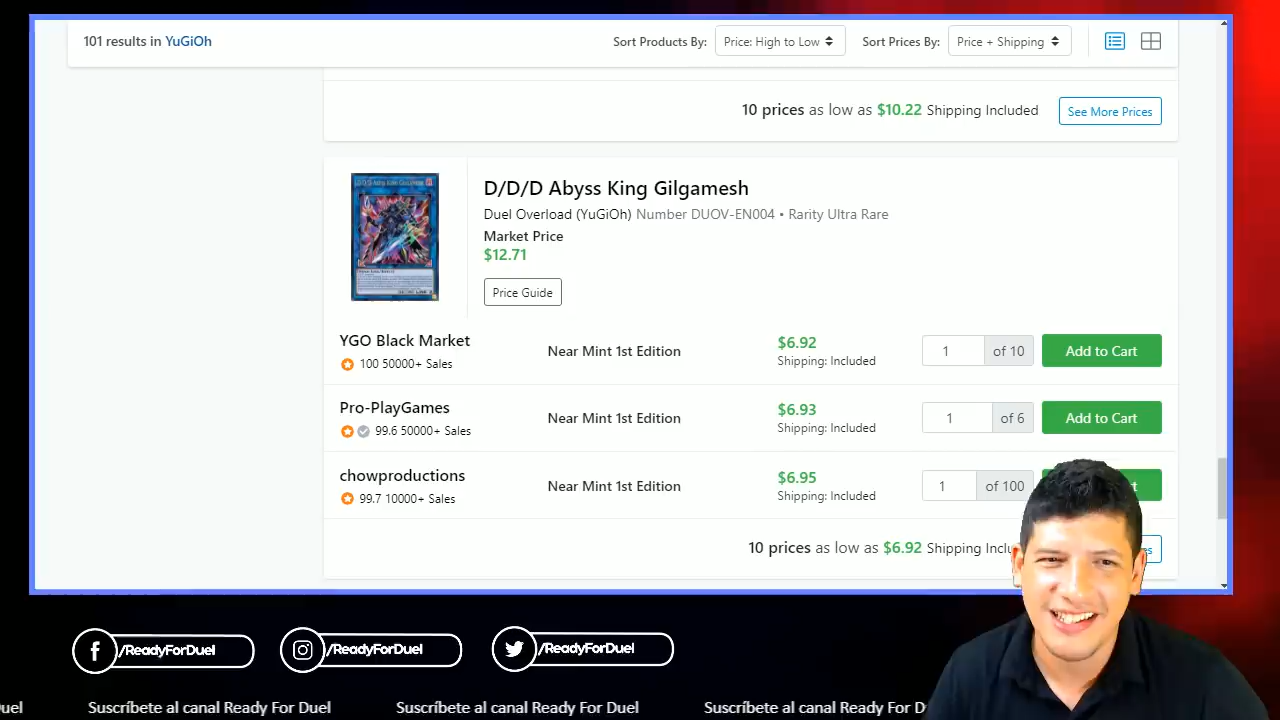 101 results in YuGiOh
Sort Products By: Price: High to Low Sort Prices By: Price + Shipping
10 prices as low as $10.22 Shipping Included See More Prices
D/D/D Abyss King Gilgamesh
Duel Overload (YuGiOh) Number DUOV-EN004 • Rarity Ultra Rare
Market Price
$12.71
Price Guide
YGO Black Market
100 50000+ Sales
Near Mint 1st Edition
$6.92
Shipping: Included
1 of 10 Add to Cart
Pro-PlayGames
99.6 50000+ Sales
Near Mint 1st Edition
$6.93
Shipping: Included
1 of 6 Add to Cart
chowproductions
99.7 10000+ Sales
Near Mint 1st Edition
$6.95
Shipping: Included
1 of 100
10 prices as low as $6.92 Shipping Inclu
/ReadyForDuel /ReadyForDuel /ReadyForDuel
uel Suscríbete al canal Ready For Duel Suscríbete al canal Ready For Duel Suscríbete al canal Ready For D